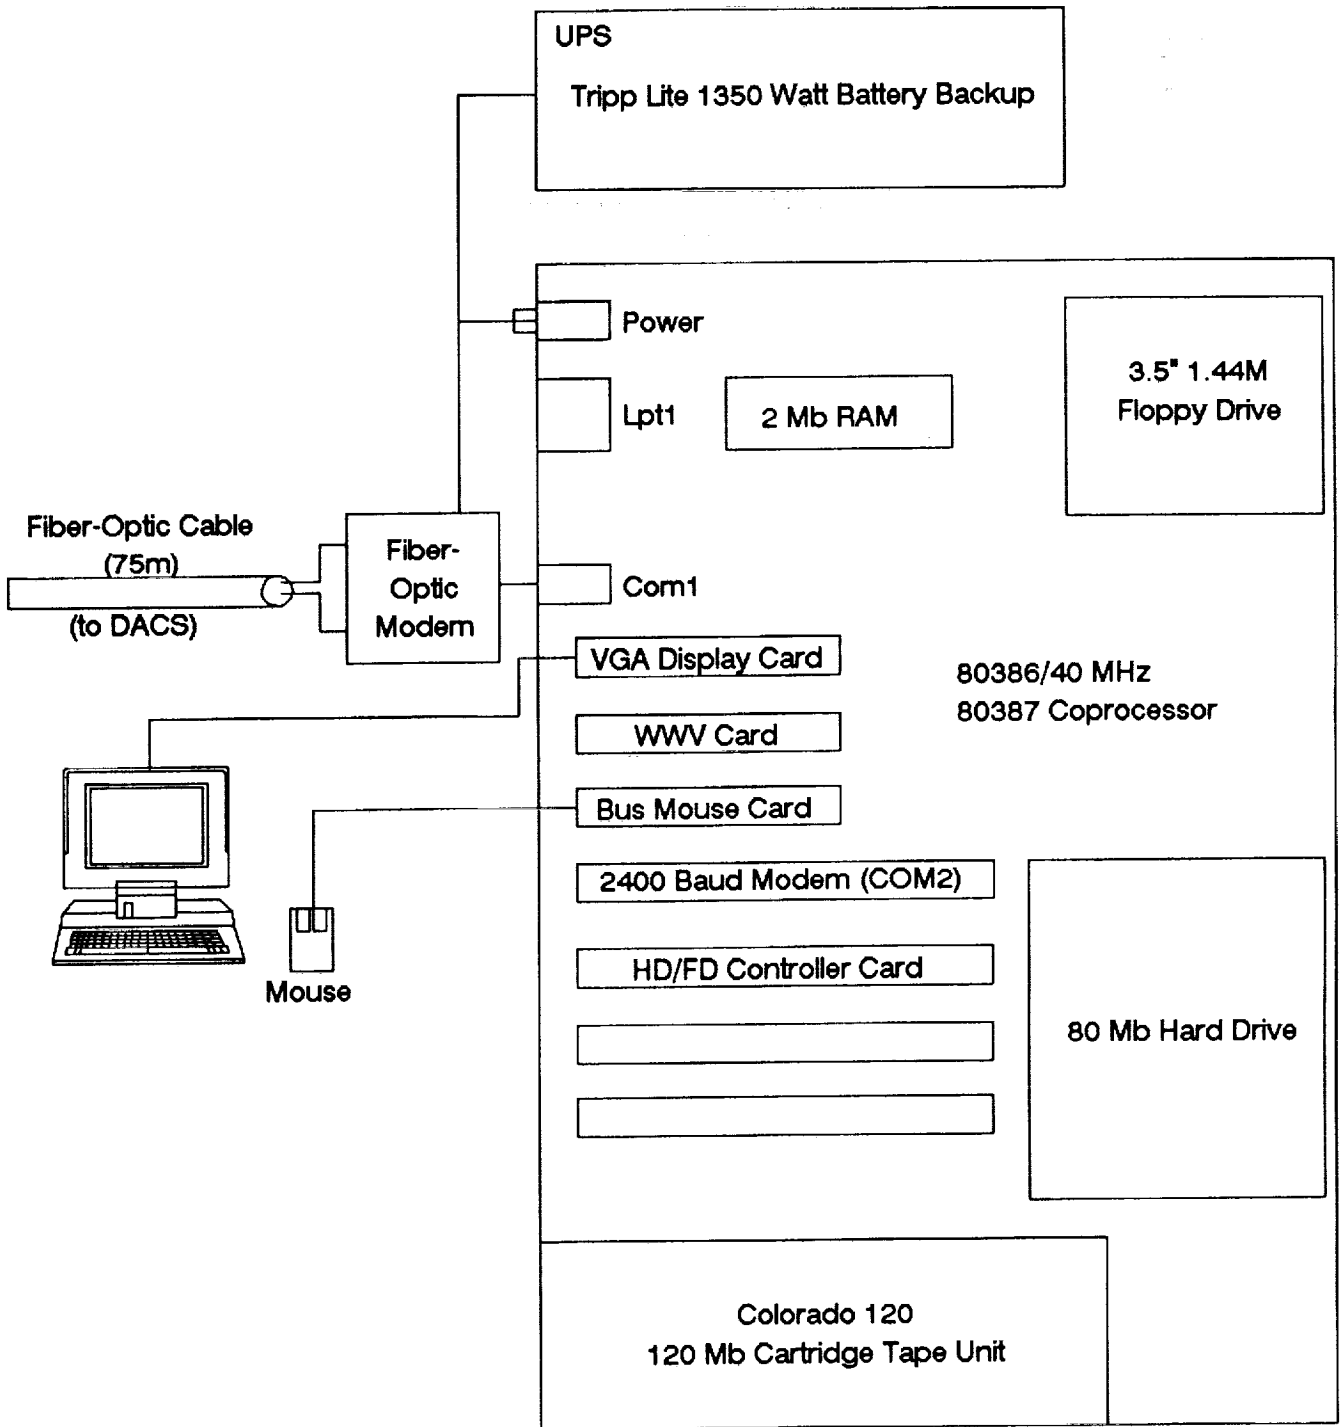 UPS
Tripp Lite 1350 Watt Battery Backup
Power
3.5" 1.44M
Floppy Drive
Lpt1
2 Mb RAM
Fiber-Optic Cable
(75m)
(to DACS)
Fiber-
Optic
Modem
Com1
VGA Display Card
80386/40 MHz
80387 Coprocessor
WWV Card
Bus Mouse Card
2400 Baud Modem (COM2)
HD/FD Controller Card
Mouse
80 Mb Hard Drive
Colorado 120
120 Mb Cartridge Tape Unit